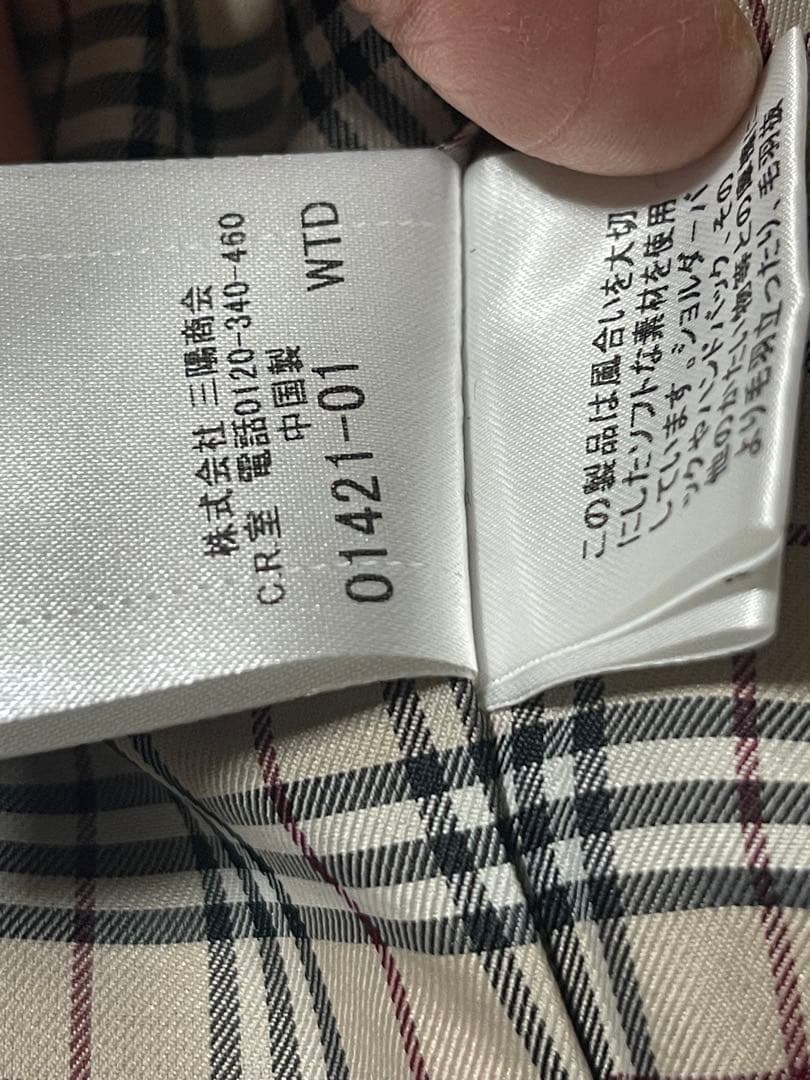 株式会社 三陽商会
C.R.室 電話0120-340-460
中国製
01421-01 WTD
この製品は風合いを大切
にしたソフトな素材を使用
しています。ショルダーバ
ックやハンドバック、その
他のかたい物等との摩擦に
より毛羽立ったり、毛羽抜